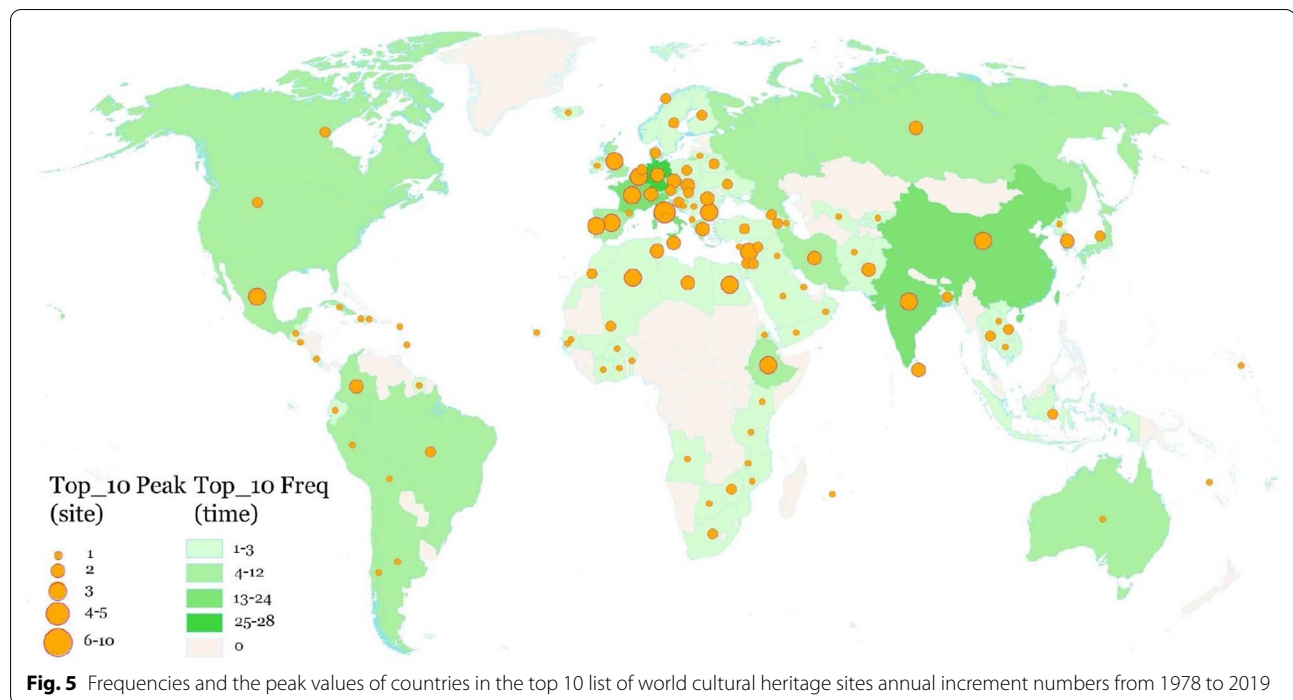 Top_10 Peak Top_10 Freq
(site) (time)
1 1-3
2 4-12
3 13-24
4-5 25-28
6-10 0
Fig. 5 Frequencies and the peak values of countries in the top 10 list of world cultural heritage sites annual increment numbers from 1978 to 2019